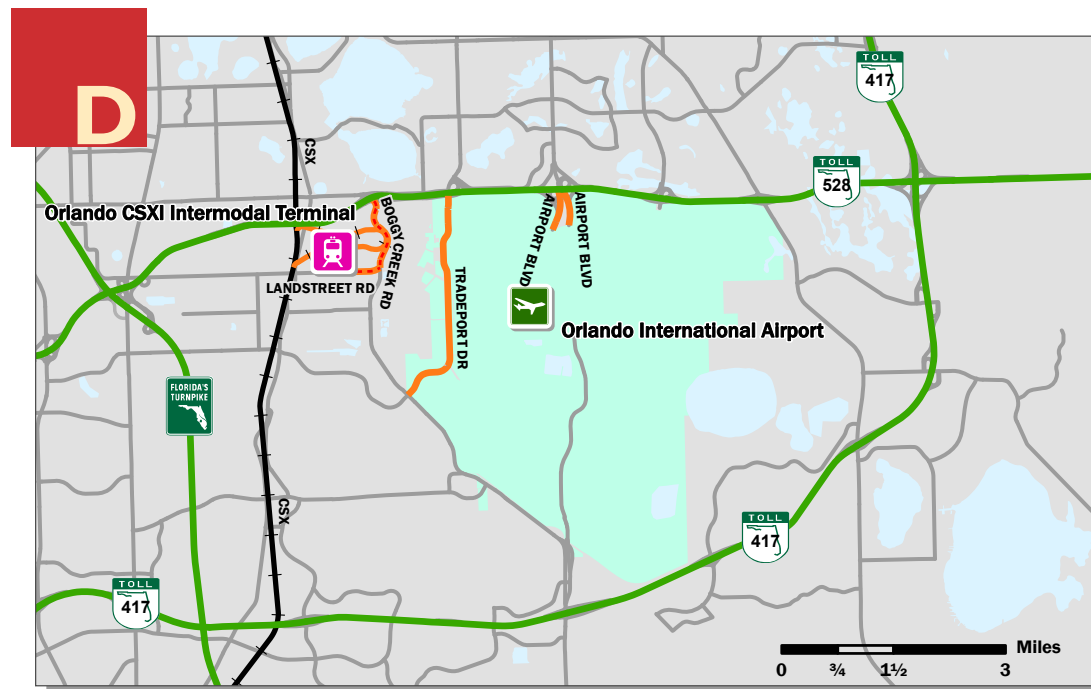 D
TOLL
417
CSX
TOLL
528
Orlando CSXI Intermodal Terminal
BOGGY CREEK RD
AIRPORT BLVD
AIRPORT BLVD
LANDSTREET RD
TRADEPORT DR
Orlando International Airport
FLORIDA'S
TURNPIKE
CSX
TOLL
417
TOLL
417
Miles
0 ¾ 1½ 3